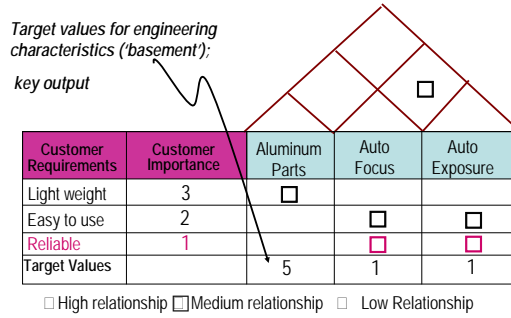 Target values for engineering
characteristics (‘basement’);
key output
Customer Requirements Customer Importance Aluminum Parts Auto Focus Auto Exposure
Light weight 3
Easy to use 2
Reliable 1
Target Values 5 1 1
□ High relationship □ Medium relationship □ Low Relationship